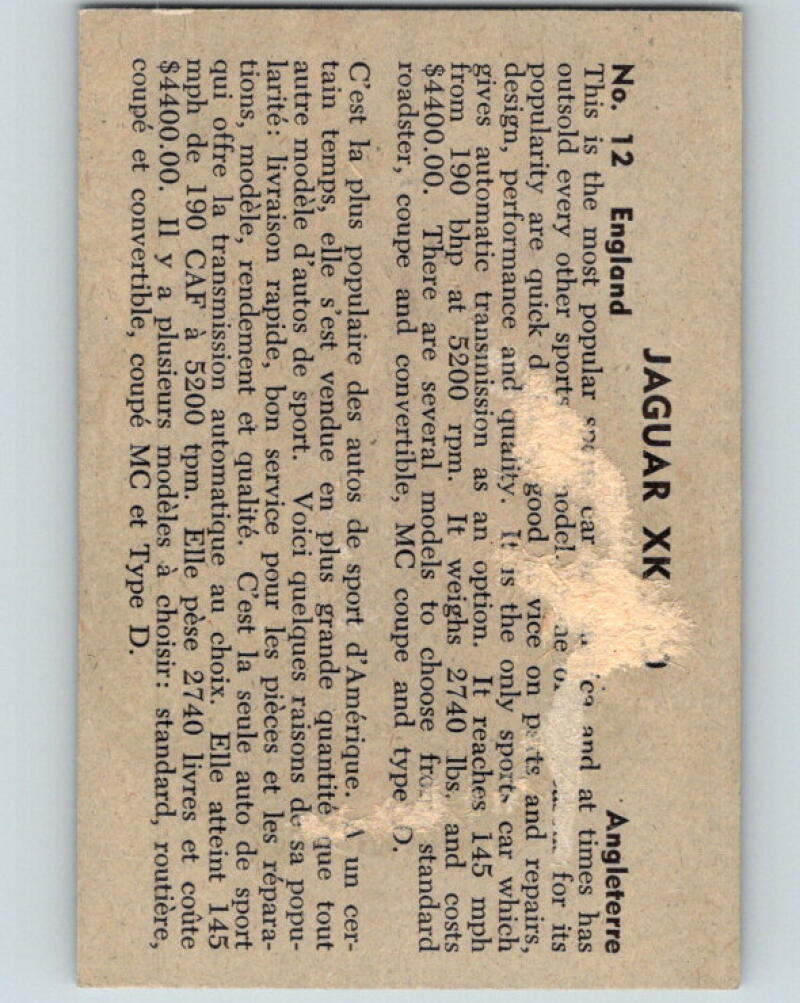 JAGUAR XK
No. 12 England Angleterre
This is the most popular car and at times has
outsold every other sports model. for its
popularity are quick good on parts and repairs,
design, performance and quality. It is the only sports car which
gives automatic transmission as an option. It reaches 145 mph
from 190 bhp at 5200 rpm. It weighs 2740 lbs. and costs
$4400.00. There are several models to choose from standard
roadster, coupe and convertible, MC coupe and type D.
C'est la plus populaire des autos de sport d'Amérique. A un cer-
tain temps, elle s'est vendue en plus grande quantité que tout
autre modèle d'autos de sport. Voici quelques raisons de sa popu-
larité: livraison rapide, bon service pour les pièces et les répara-
tions, modèle, rendement et qualité. C'est la seule auto de sport
qui offre la transmission automatique au choix. Elle atteint 145
mph de 190 CAF à 5200 tpm. Elle pèse 2740 livres et coûte
$4400.00. Il y a plusieurs modèles à choisir: standard, routière,
coupé et convertible, coupé MC et Type D.